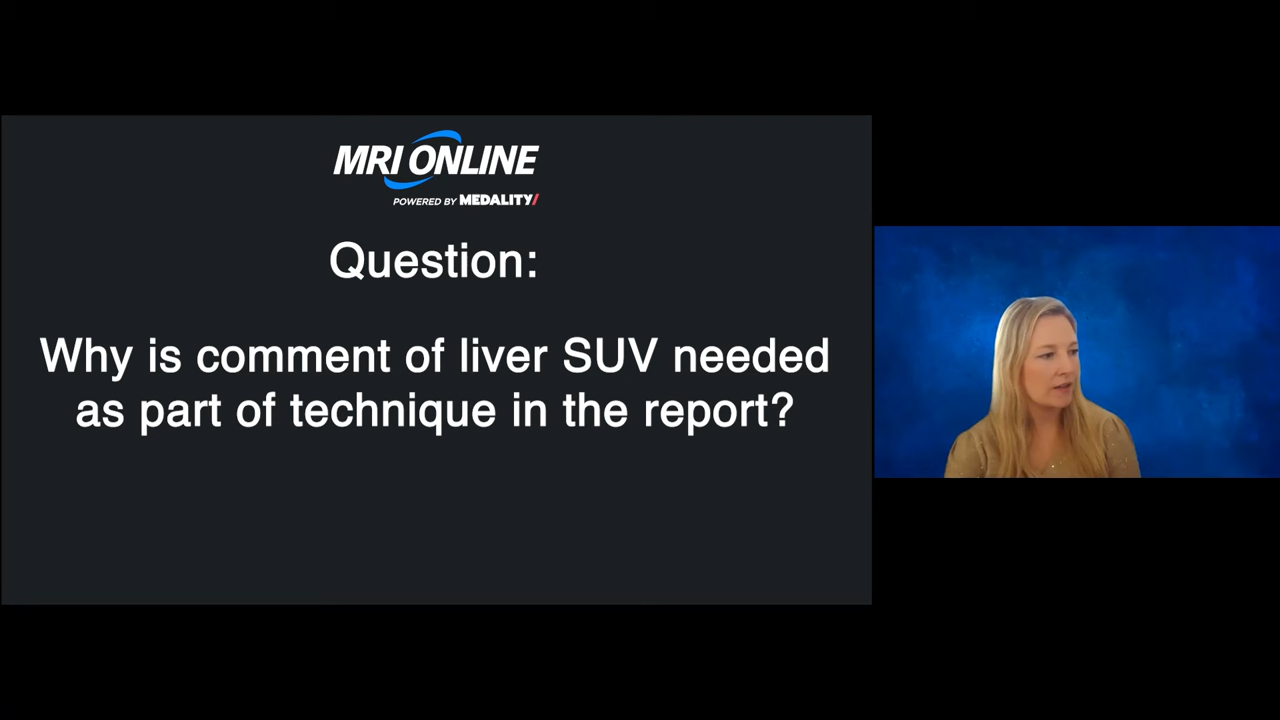 MRI ONLINE
POWERED BY MEDALITY/
Question:
Why is comment of liver SUV needed
as part of technique in the report?